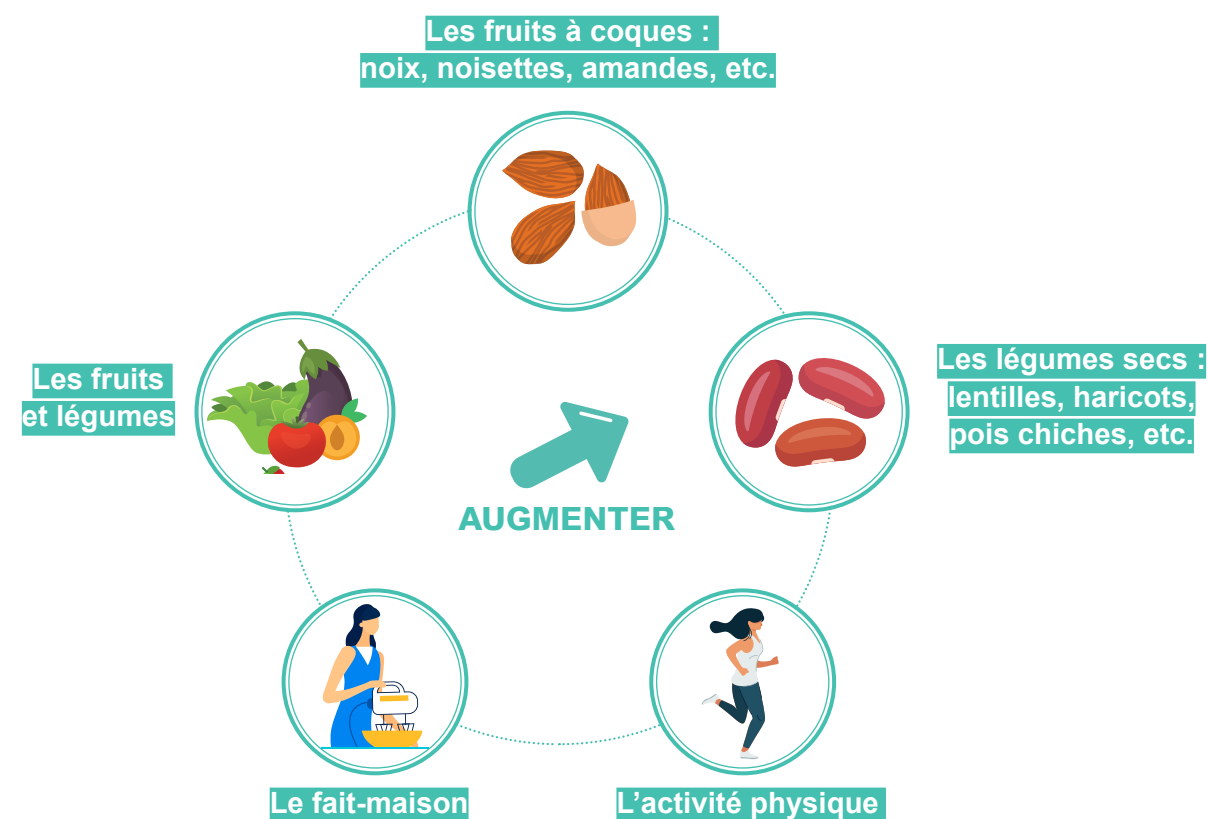 Les fruits à coques :
noix, noisettes, amandes, etc.
Les fruits
et légumes
Les légumes secs :
lentilles, haricots,
pois chiches, etc.
AUGMENTER
Le fait-maison
L’activité physique